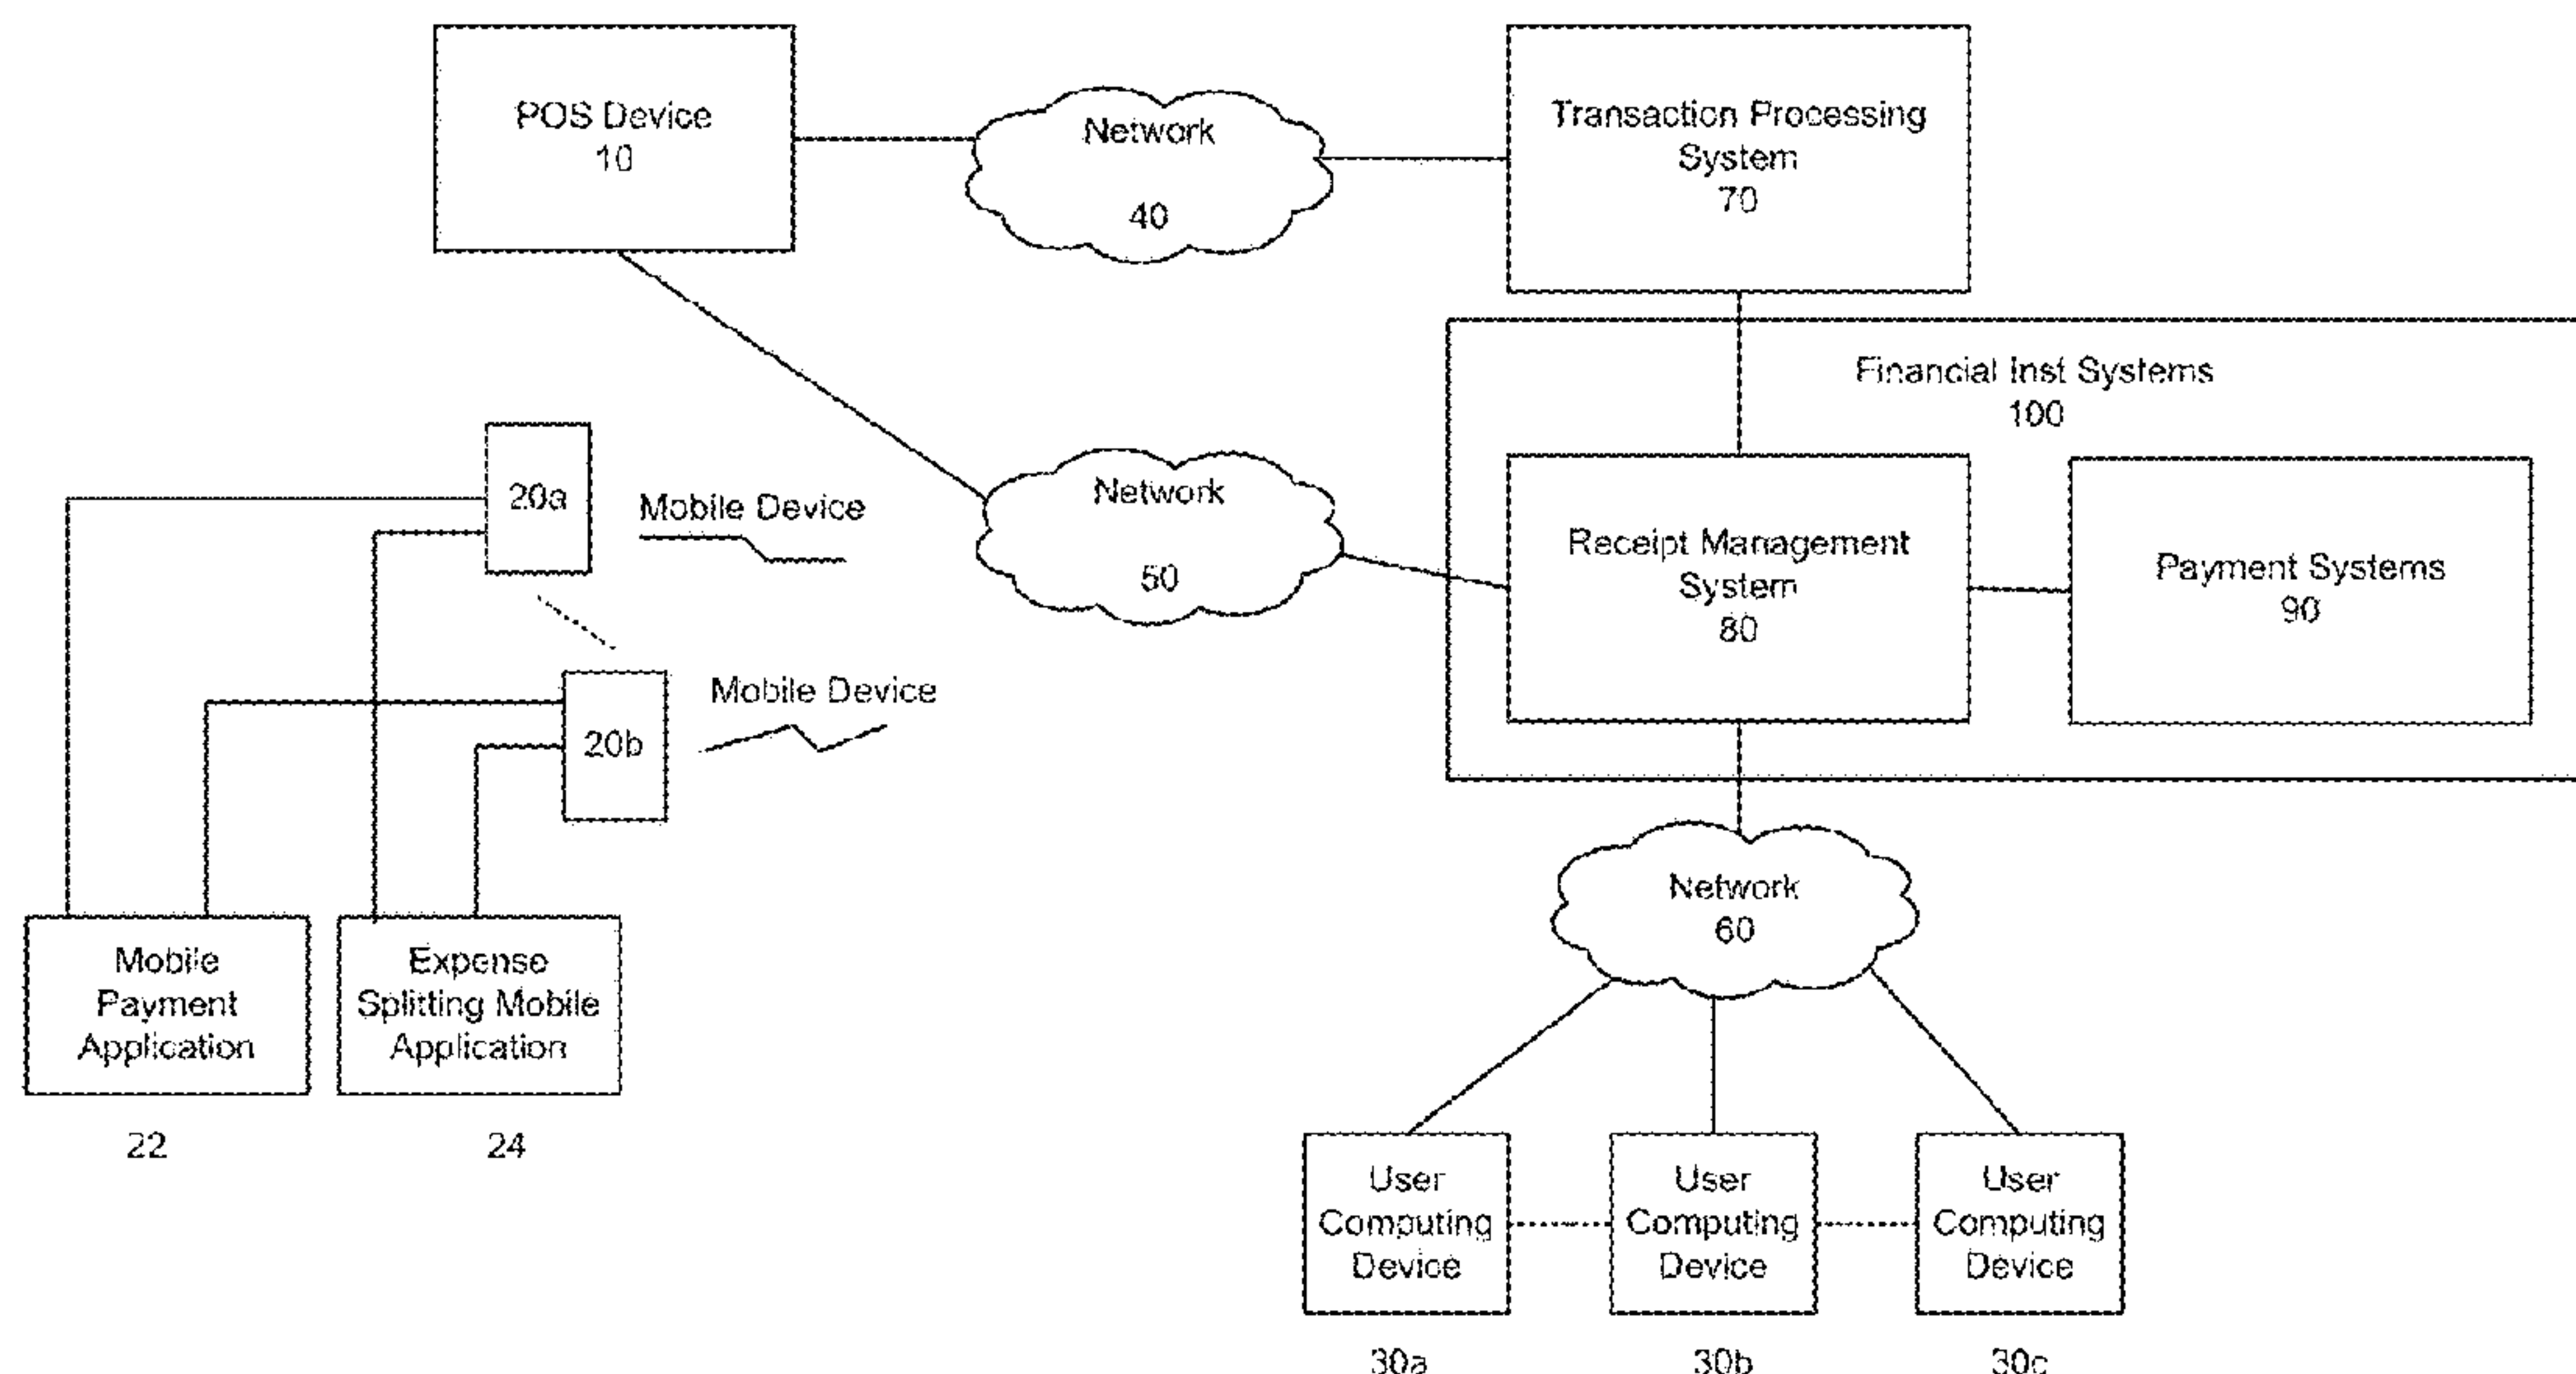 POS Device
10
Network
40
Transaction Processing
System
70
Financial Inst Systems
100
20a
Mobile Device
Network
50
Receipt Management
System
80
Payment Systems
90
20b
Mobile Device
Mobile
Payment
Application
22
Expense
Splitting Mobile
Application
24
Network
60
User
Computing
Device
30a
User
Computing
Device
30b
User
Computing
Device
30c